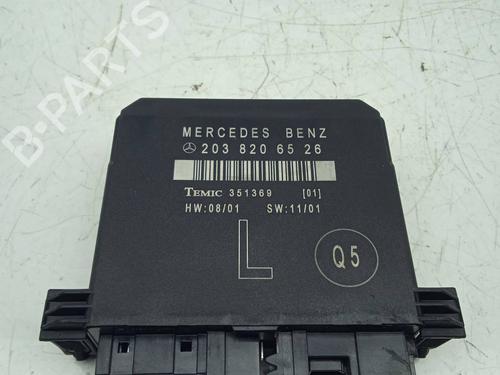 MERCEDES BENZ
203 820 65 26
TEMIC 351369 [01]
HW:08/01 SW:11/01
L
Q5
B-PARTS